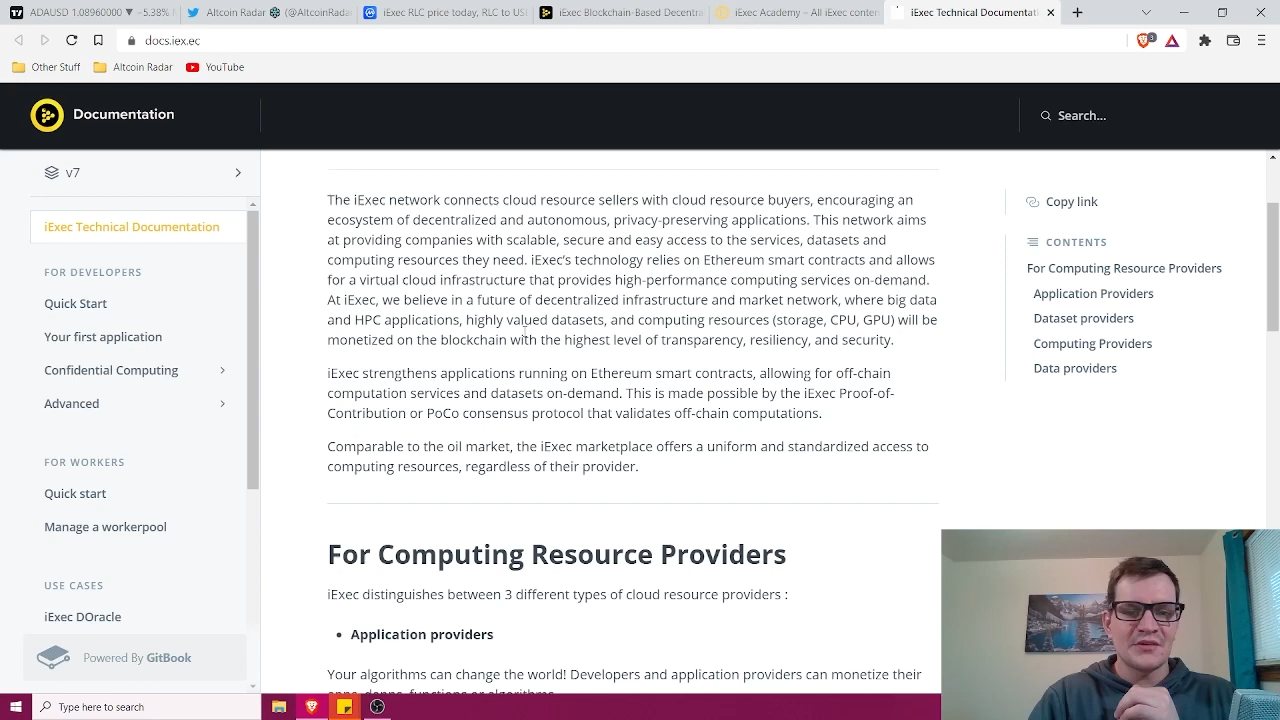 ADAUSD 1.08960000 ▼ −5.38%
Altcoin Radar (@AltcoinRada
iExec RLC price today, RLC to US
iExec Blockchain-Based Decentra
iExec Academy – All iExec conten
iExec Technical Documentati
docs.iex.ec
3
Other Stuff
Altcoin Radar
YouTube
Documentation
Search...
v7
iExec Technical Documentation
FOR DEVELOPERS
Quick Start
Your first application
Confidential Computing
Advanced
FOR WORKERS
Quick start
Manage a workerpool
USE CASES
iExec DOracle
Powered By GitBook
The iExec network connects cloud resource sellers with cloud resource buyers, encouraging an
ecosystem of decentralized and autonomous, privacy-preserving applications. This network aims
at providing companies with scalable, secure and easy access to the services, datasets and
computing resources they need. iExec’s technology relies on Ethereum smart contracts and allows
for a virtual cloud infrastructure that provides high-performance computing services on-demand.
At iExec, we believe in a future of decentralized infrastructure and market network, where big data
and HPC applications, highly valued datasets, and computing resources (storage, CPU, GPU) will be
monetized on the blockchain with the highest level of transparency, resiliency, and security.
iExec strengthens applications running on Ethereum smart contracts, allowing for off-chain
computation services and datasets on-demand. This is made possible by the iExec Proof-of-
Contribution or PoCo consensus protocol that validates off-chain computations.
Comparable to the oil market, the iExec marketplace offers a uniform and standardized access to
computing resources, regardless of their provider.
For Computing Resource Providers
iExec distinguishes between 3 different types of cloud resource providers :
• Application providers
Your algorithms can change the world! Developers and application providers can monetize their
apps, dapps, functions or algorithms.
Copy link
CONTENTS
For Computing Resource Providers
Application Providers
Dataset providers
Computing Providers
Data providers
Type here to search